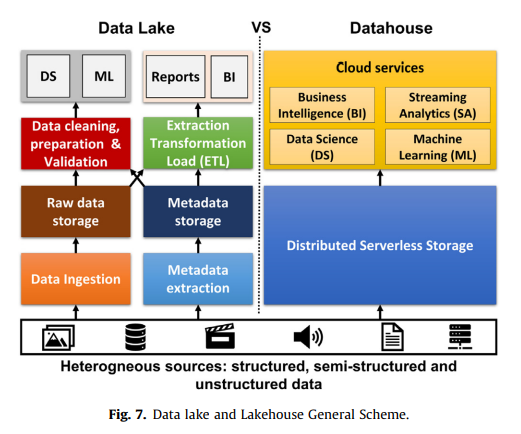 Data Lake VS Datahouse
DS
ML
Reports
BI
Data cleaning,
preparation &
Validation
Extraction
Transformation
Load (ETL)
Raw data
storage
Metadata
storage
Data Ingestion
Metadata
extraction
Cloud services
Business
Intelligence (BI)
Streaming
Analytics (SA)
Data Science
(DS)
Machine
Learning (ML)
Distributed Serverless Storage
Heterogneous sources: structured, semi-structured and
unstructured data
Fig. 7. Data lake and Lakehouse General Scheme.